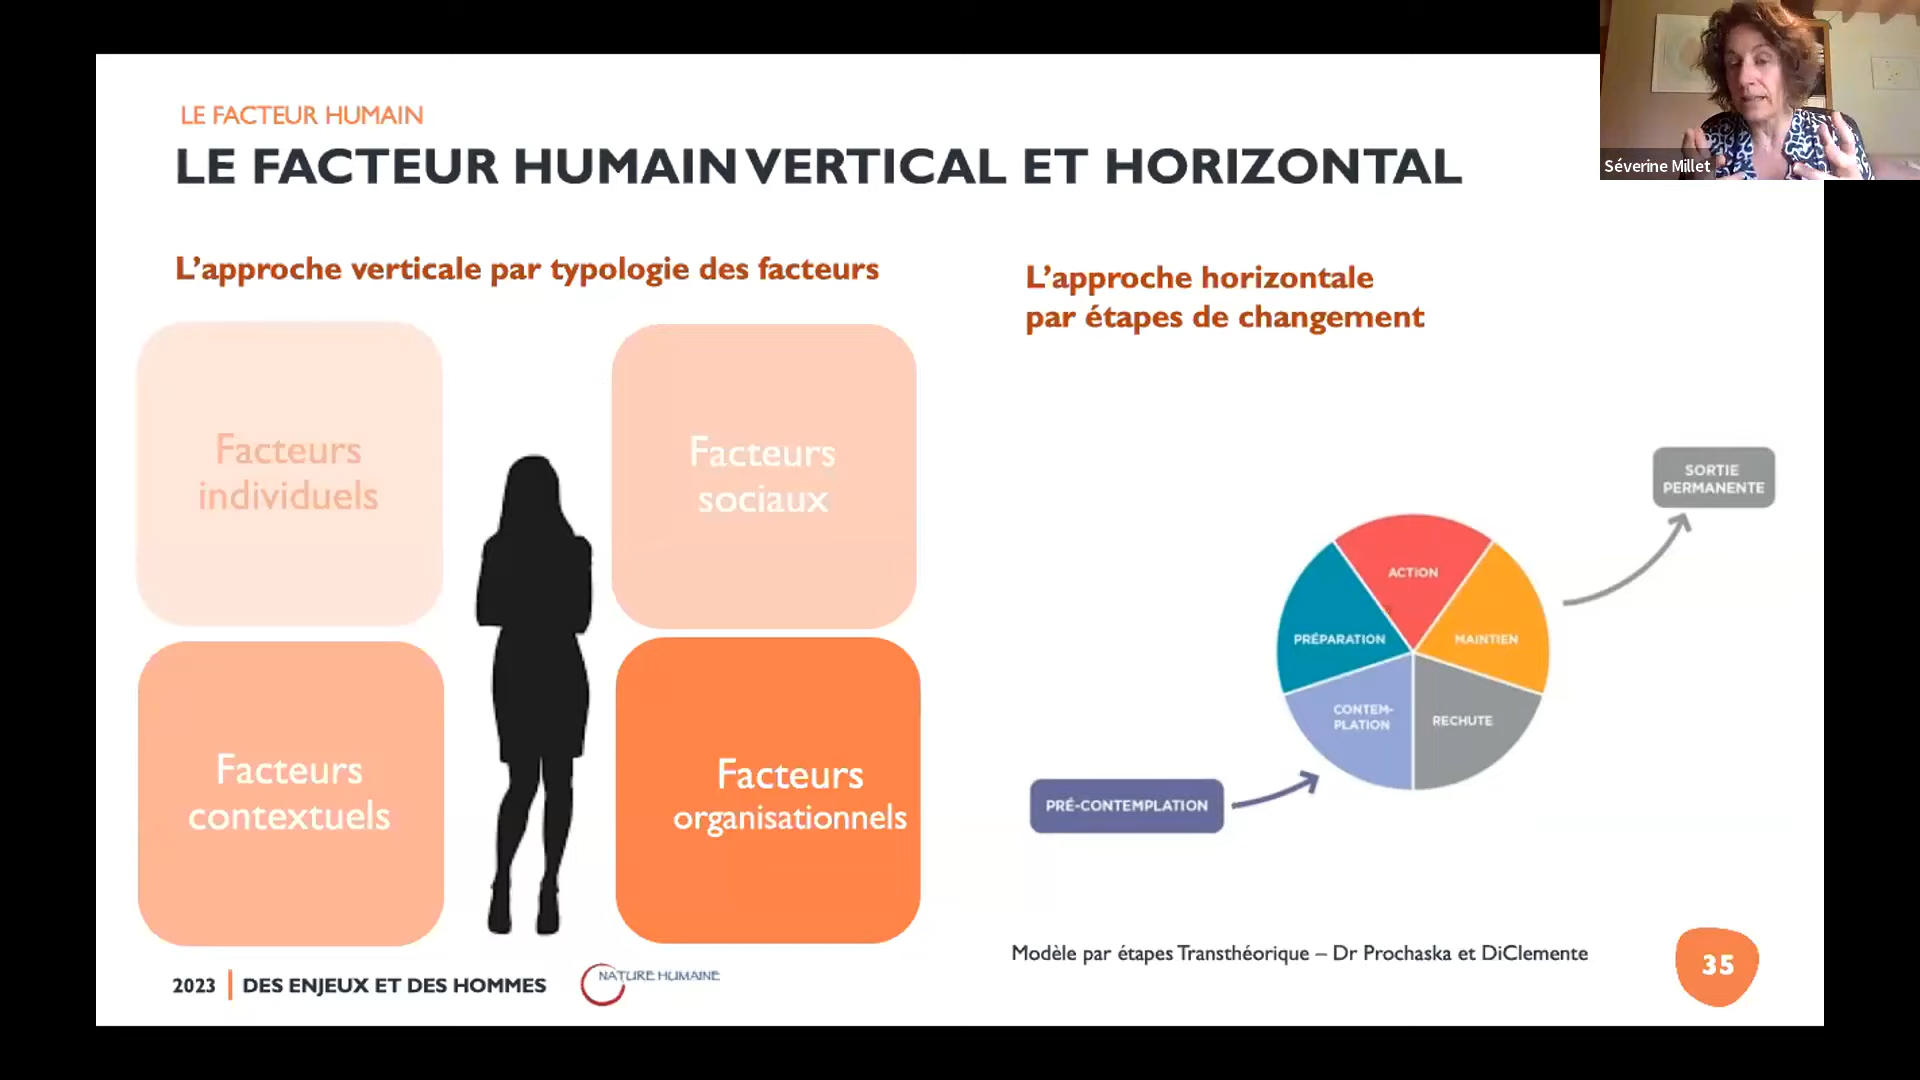 LE FACTEUR HUMAIN
LE FACTEUR HUMAIN VERTICAL ET HORIZONTAL
Séverine Millet
L'approche verticale par typologie des facteurs
Facteurs
individuels
Facteurs
sociaux
Facteurs
contextuels
Facteurs
organisationnels
L'approche horizontale
par étapes de changement
SORTIE
PERMANENTE
ACTION
PRÉPARATION
MAINTIEN
CONTEM-
PLATION
RECHUTE
PRÉ-CONTEMPLATION
Modèle par étapes Transthéorique – Dr Prochaska et DiClemente
2023 | DES ENJEUX ET DES HOMMES
NATURE HUMAINE
35